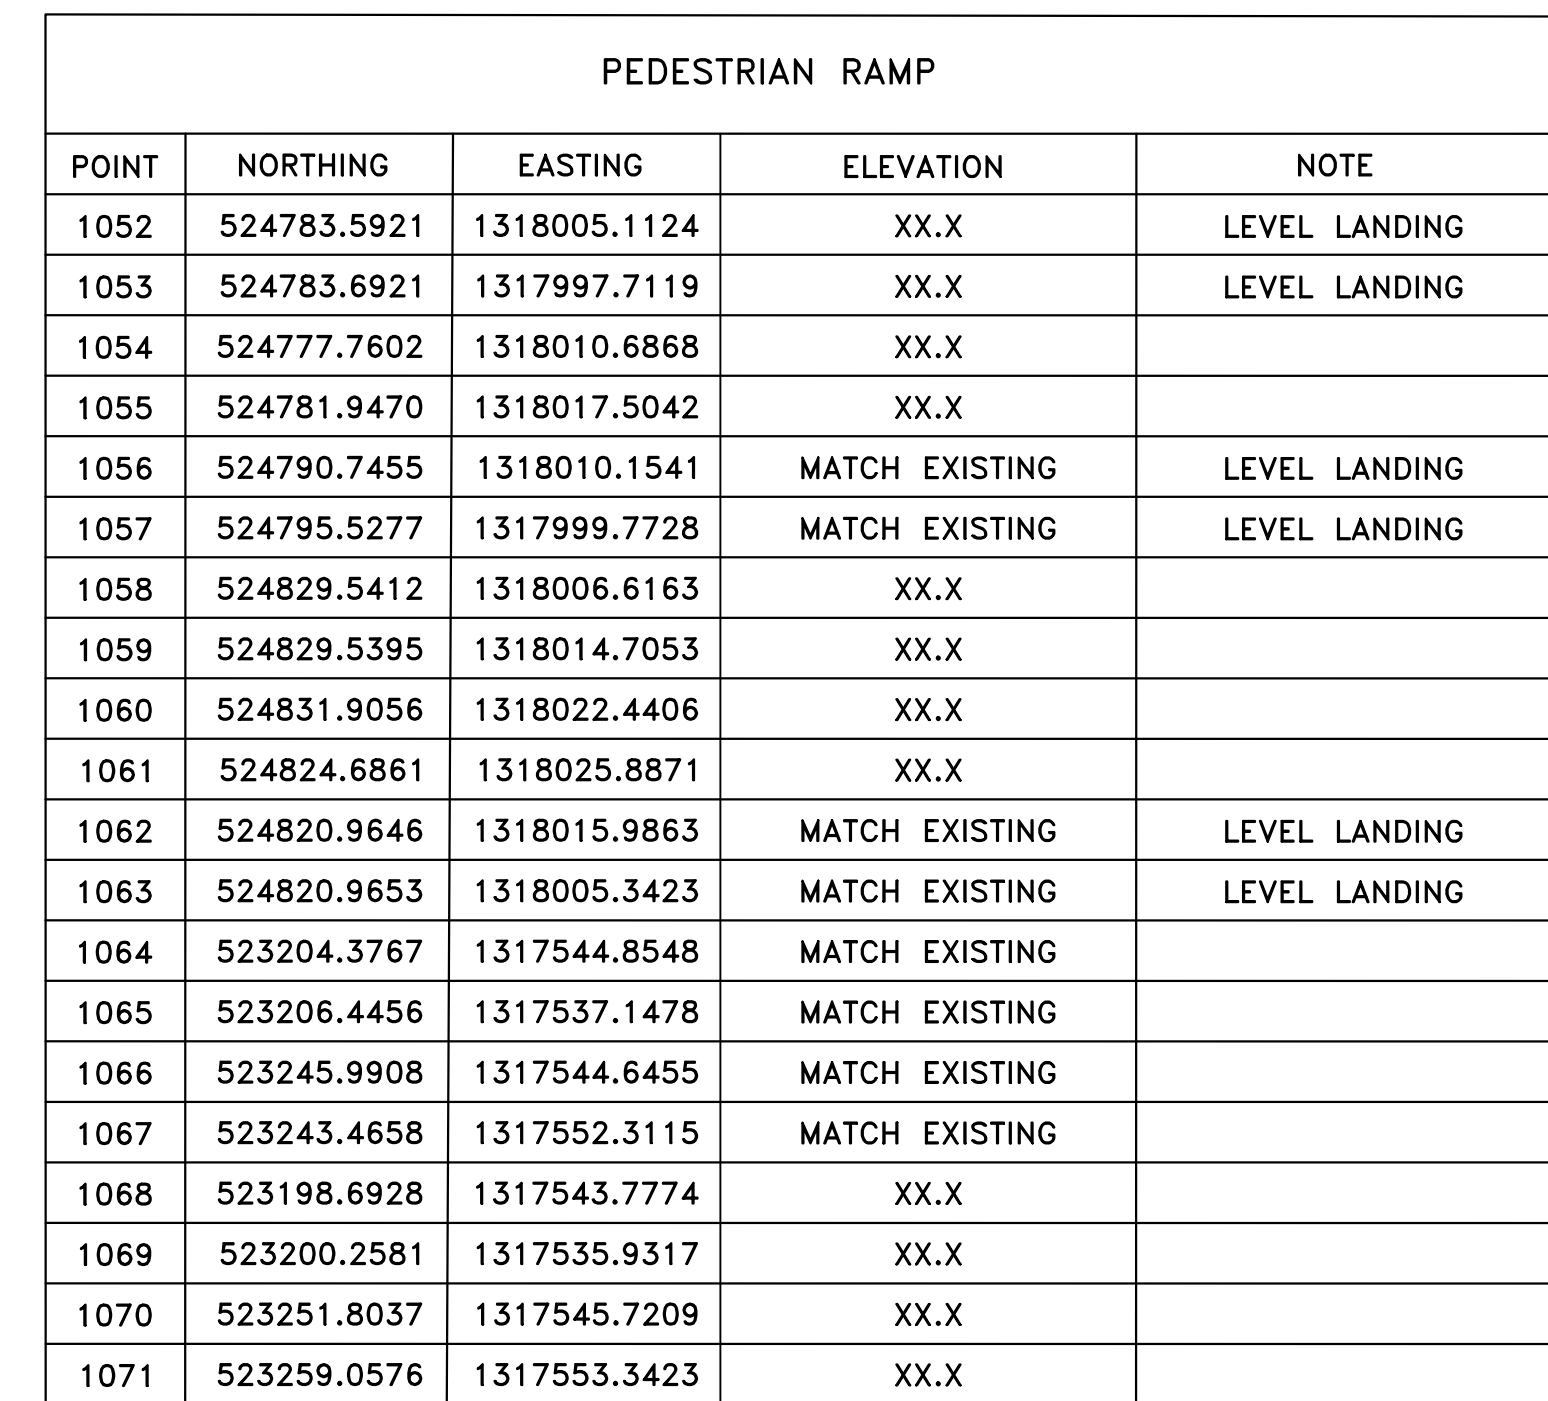 PEDESTRIAN RAMP
POINT NORTHING EASTING ELEVATION NOTE
1052 524783.5921 1318005.1124 XX.X LEVEL LANDING
1053 524783.6921 1317997.7119 XX.X LEVEL LANDING
1054 524777.7602 1318010.6868 XX.X
1055 524781.9470 1318017.5042 XX.X
1056 524790.7455 1318010.1541 MATCH EXISTING LEVEL LANDING
1057 524795.5277 1317999.7728 MATCH EXISTING LEVEL LANDING
1058 524829.5412 1318006.6163 XX.X
1059 524829.5395 1318014.7053 XX.X
1060 524831.9056 1318022.4406 XX.X
1061 524824.6861 1318025.8871 XX.X
1062 524820.9646 1318015.9863 MATCH EXISTING LEVEL LANDING
1063 524820.9653 1318005.3423 MATCH EXISTING LEVEL LANDING
1064 523204.3767 1317544.8548 MATCH EXISTING
1065 523206.4456 1317537.1478 MATCH EXISTING
1066 523245.9908 1317544.6455 MATCH EXISTING
1067 523243.4658 1317552.3115 MATCH EXISTING
1068 523198.6928 1317543.7774 XX.X
1069 523200.2581 1317535.9317 XX.X
1070 523251.8037 1317545.7209 XX.X
1071 523259.0576 1317553.3423 XX.X